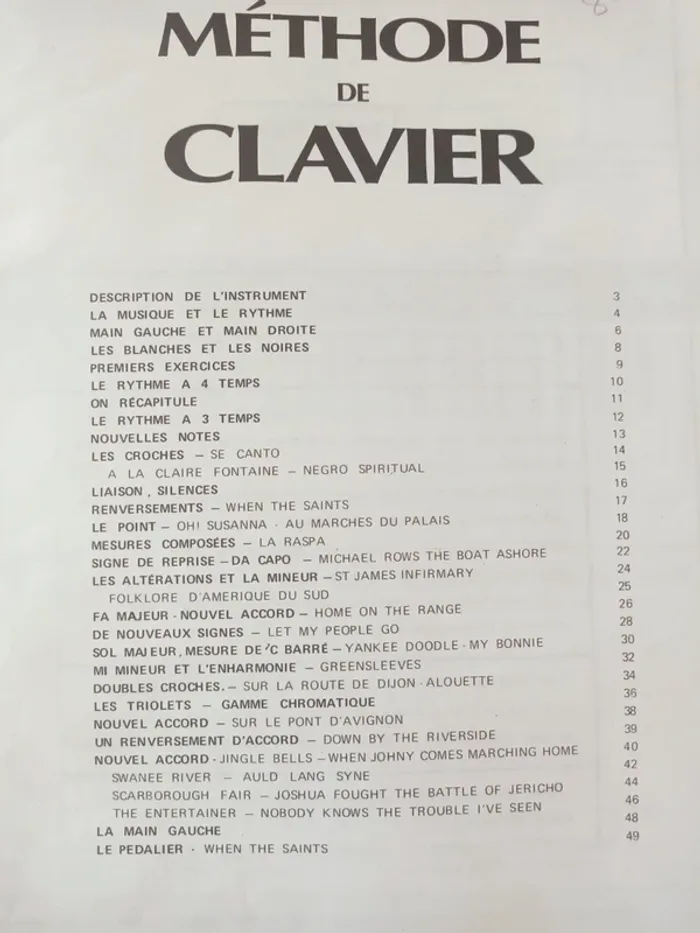 MÉTHODE
DE
CLAVIER
DESCRIPTION DE L'INSTRUMENT 3
LA MUSIQUE ET LE RYTHME 4
MAIN GAUCHE ET MAIN DROITE 6
LES BLANCHES ET LES NOIRES 8
PREMIERS EXERCICES 9
LE RYTHME A 4 TEMPS 10
ON RÉCAPITULE 11
LE RYTHME A 3 TEMPS 12
NOUVELLES NOTES 13
LES CROCHES – SE CANTO 14
A LA CLAIRE FONTAINE – NEGRO SPIRITUAL 15
LIAISON, SILENCES 16
RENVERSEMENTS – WHEN THE SAINTS 17
LE POINT – OH! SUSANNA - AU MARCHES DU PALAIS 18
MESURES COMPOSÉES – LA RASPA 20
SIGNE DE REPRISE – DA CAPO – MICHAEL ROWS THE BOAT ASHORE 22
LES ALTÉRATIONS ET LA MINEUR – ST JAMES INFIRMARY 24
FOLKLORE D'AMERIQUE DU SUD 25
FA MAJEUR - NOUVEL ACCORD – HOME ON THE RANGE 26
DE NOUVEAUX SIGNES – LET MY PEOPLE GO 28
SOL MAJEUR, MESURE DE 'C BARRÉ – YANKEE DOODLE - MY BONNIE 30
MI MINEUR ET L'ENHARMONIE – GREENSLEEVES 32
DOUBLES CROCHES. – SUR LA ROUTE DE DIJON - ALOUETTE 34
LES TRIOLETS – GAMME CHROMATIQUE 36
NOUVEL ACCORD – SUR LE PONT D'AVIGNON 38
UN RENVERSEMENT D'ACCORD – DOWN BY THE RIVERSIDE 39
NOUVEL ACCORD - JINGLE BELLS – WHEN JOHNY COMES MARCHING HOME 40
SWANEE RIVER – AULD LANG SYNE 42
SCARBOROUGH FAIR – JOSHUA FOUGHT THE BATTLE OF JERICHO 44
THE ENTERTAINER – NOBODY KNOWS THE TROUBLE I'VE SEEN 46
LA MAIN GAUCHE 48
LE PEDALIER - WHEN THE SAINTS 49